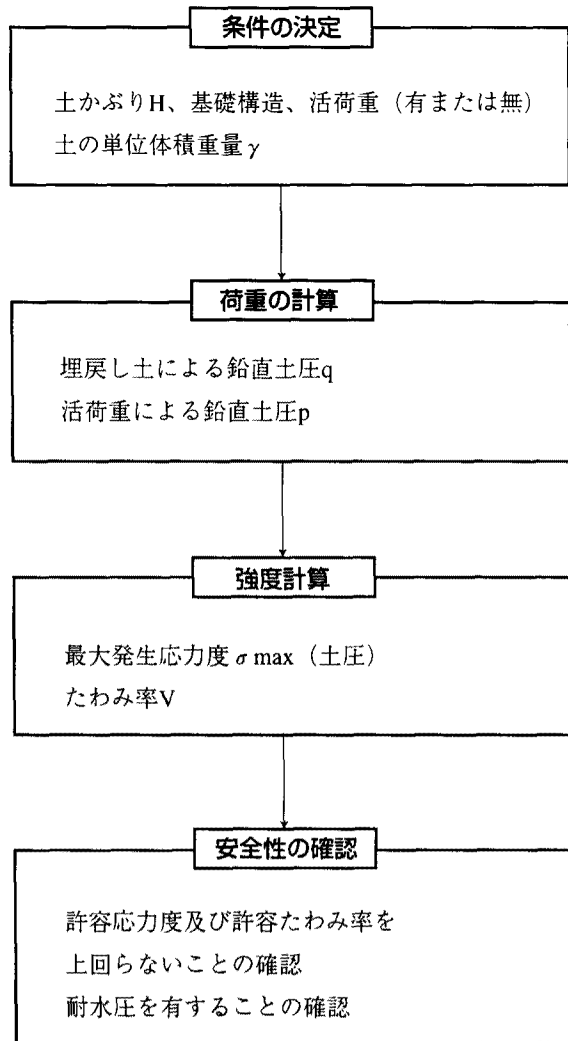 条件の決定
土かぶりH、基礎構造、活荷重（有または無）
土の単位体積重量γ
荷重の計算
埋戻し土による鉛直土圧q
活荷重による鉛直土圧p
強度計算
最大発生応力度σmax（土圧）
たわみ率V
安全性の確認
許容応力度及び許容たわみ率を
上回らないことの確認
耐水圧を有することの確認